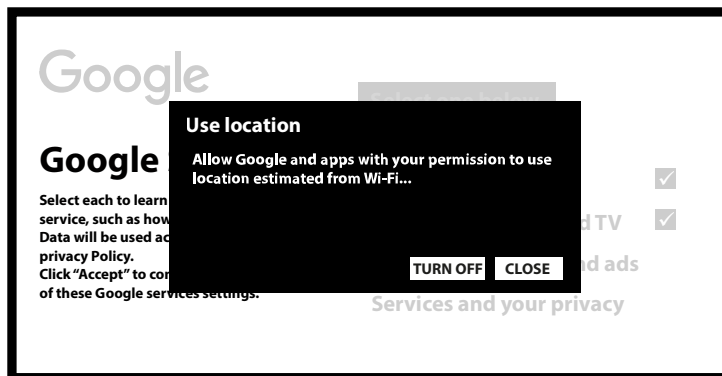 Google
Google
Select each to learn
service, such as how
Data will be used ac
privacy Policy.
Click “Accept” to con
of these Google services settings.
Use location
Allow Google and apps with your permission to use
location estimated from Wi-Fi...
TURN OFF CLOSE
Select one below
d TV
nd ads
Services and your privacy